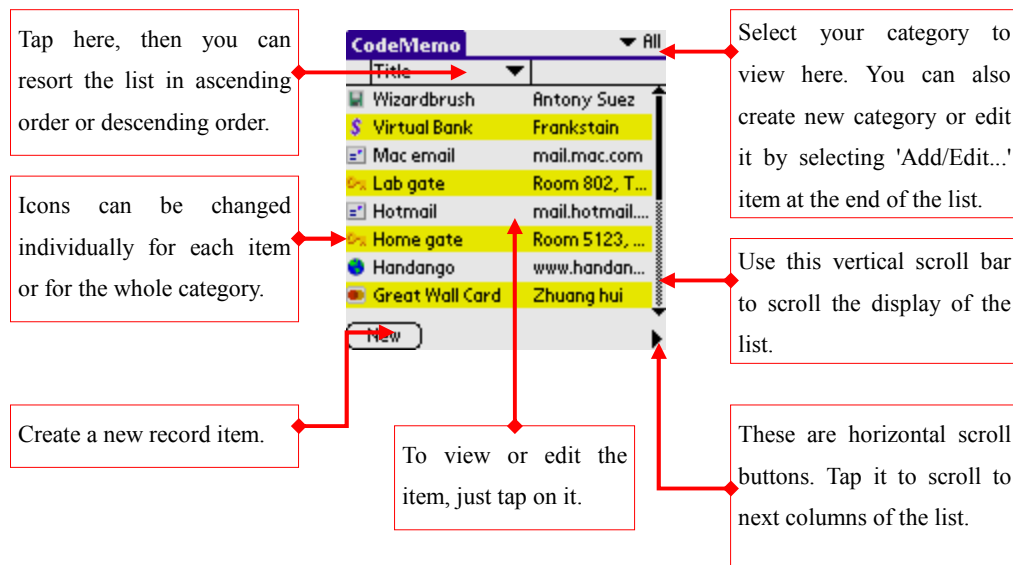 Tap here, then you can
resort the list in ascending
order or descending order.
Icons can be changed
individually for each item
or for the whole category.
Create a new record item.
CodeMemo
All
Title
Wizardbrush Antony Suez
Virtual Bank Frankstain
Mac email mail.mac.com
Lab gate Room 802, T...
Hotmail mail.hotmail....
Home gate Room 5123, ...
Handango www.handan...
Great Wall Card Zhuang hui
New
To view or edit the
item, just tap on it.
Select your category to
view here. You can also
create new category or edit
it by selecting 'Add/Edit...'
item at the end of the list.
Use this vertical scroll bar
to scroll the display of the
list.
These are horizontal scroll
buttons. Tap it to scroll to
next columns of the list.